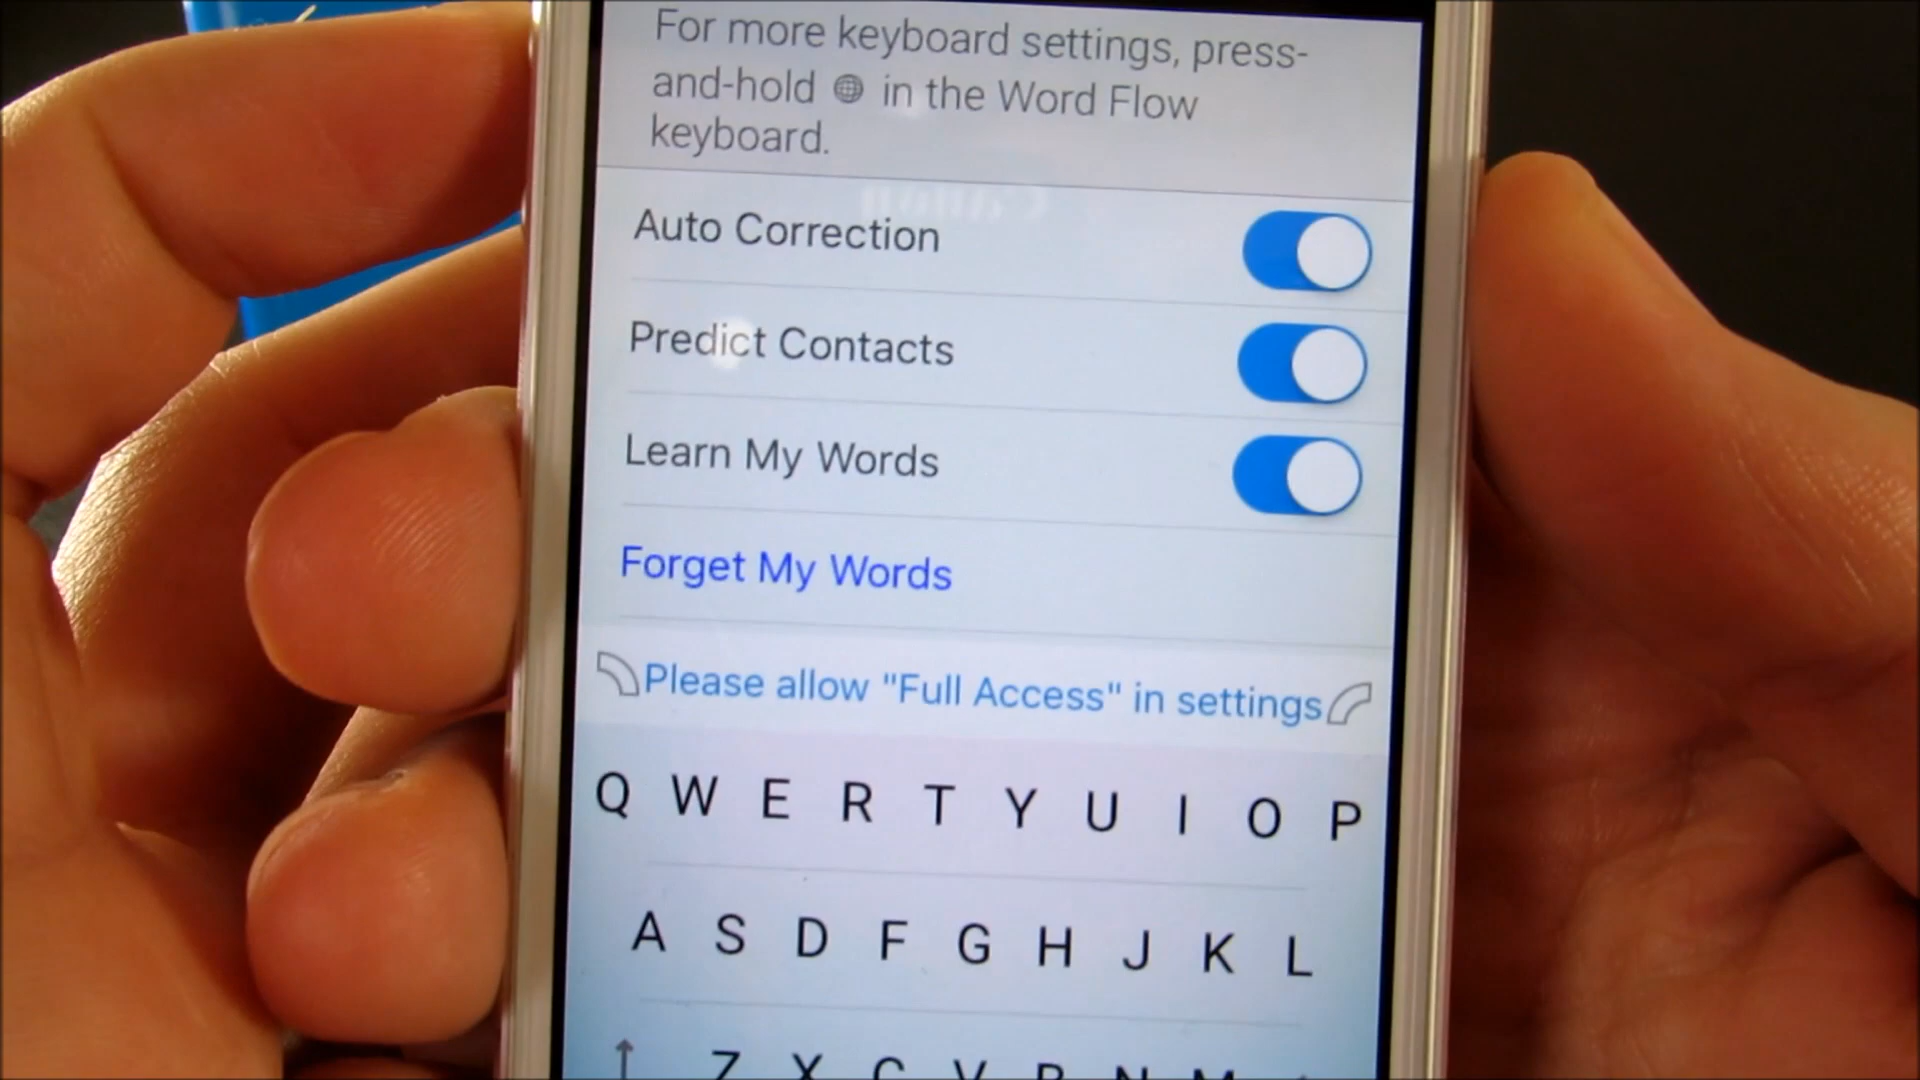 For more keyboard settings, press-
and-hold in the Word Flow
keyboard.
Auto Correction
Predict Contacts
Learn My Words
Forget My Words
Please allow "Full Access" in settings
Q W E R T Y U I O P
A S D F G H J K L
Z X C V B N M